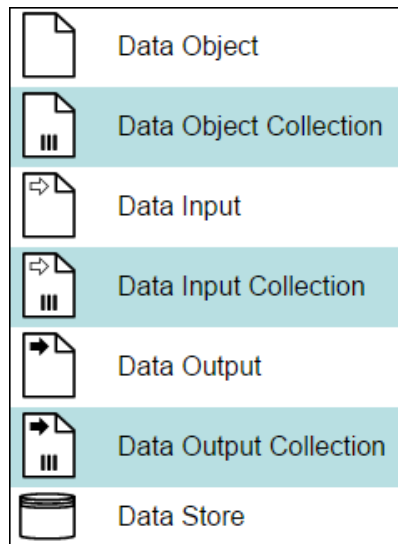 Data Object
Data Object Collection
Data Input
Data Input Collection
Data Output
Data Output Collection
Data Store